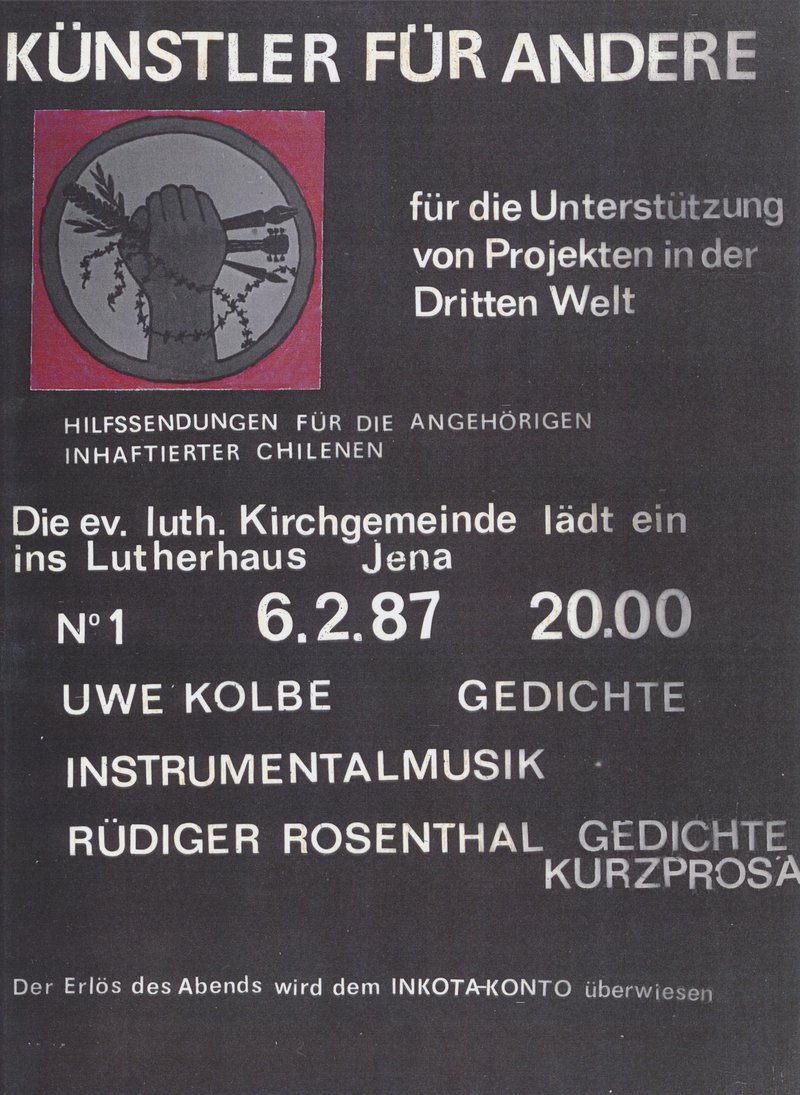 KÜNSTLER FÜR ANDERE
für die Unterstützung
von Projekten in der
Dritten Welt
HILFSSENDUNGEN FÜR DIE ANGEHÖRIGEN
INHAFTIERTER CHILENEN
Die ev. luth. Kirchgemeinde lädt ein
ins Lutherhaus Jena
Nº 1 6.2.87 20.00
UWE KOLBE GEDICHTE
INSTRUMENTALMUSIK
RÜDIGER ROSENTHAL GEDICHTE
KURZPROSA
Der Erlös des Abends wird dem INKOTA-KONTO überwiesen